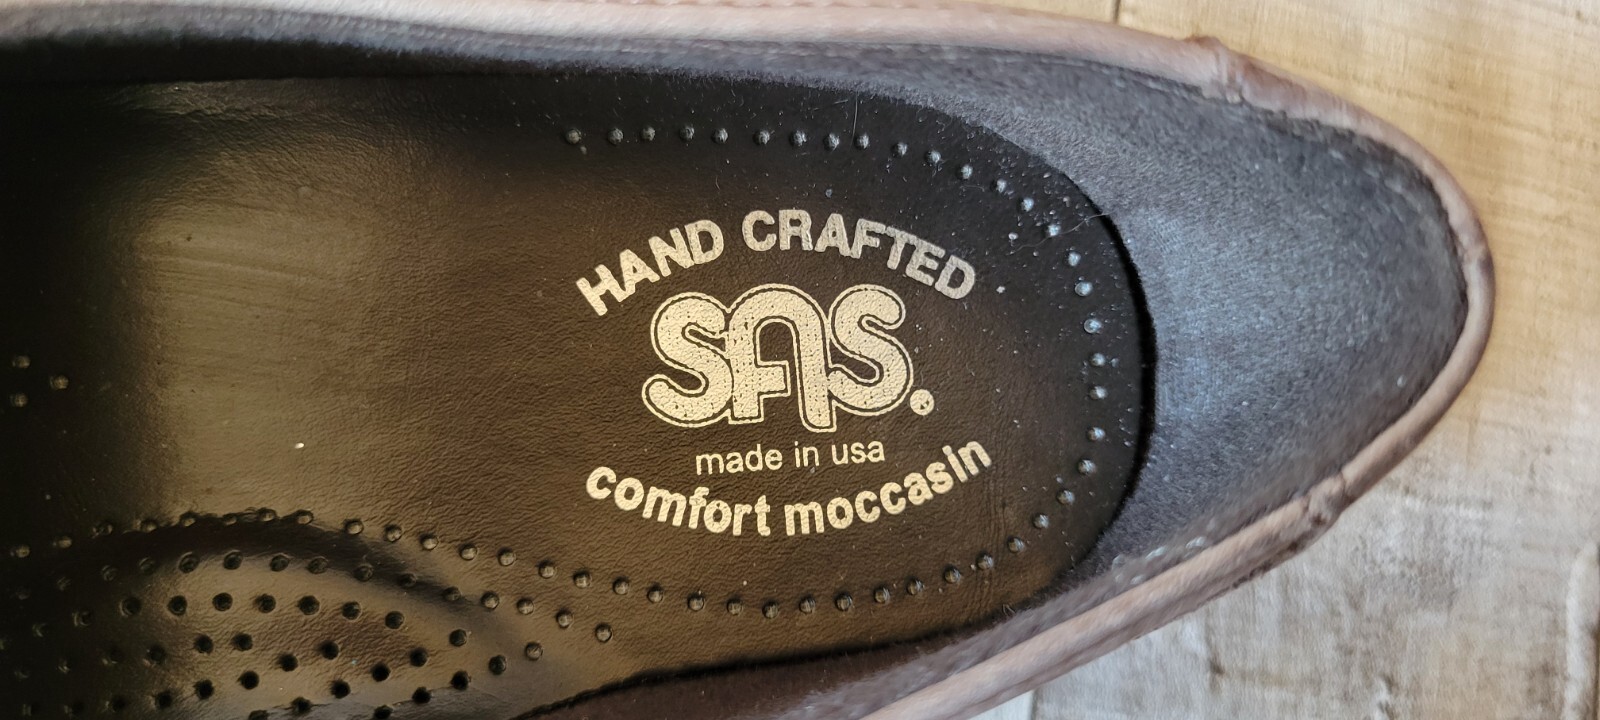 HAND CRAFTED
SAS.
made in usa
comfort moccasin